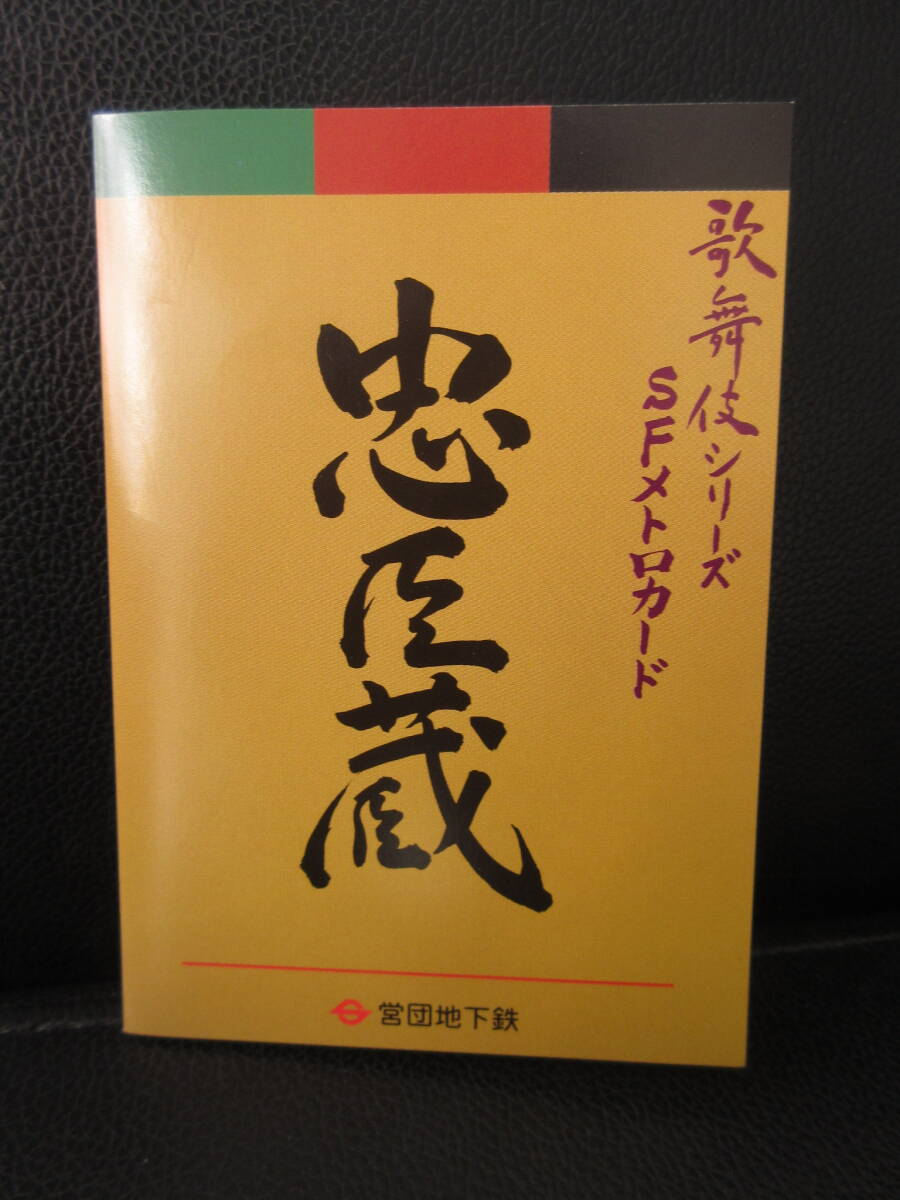 歌舞伎シリーズ
SFメトロカード
忠臣蔵
営団地下鉄